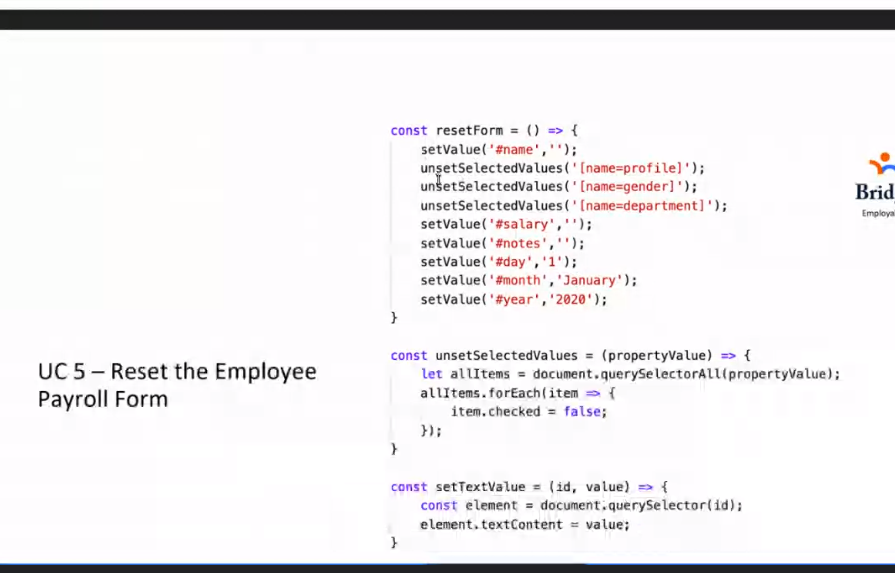 const resetForm = () => {
setValue('#name','');
unsetSelectedValues('[name=profile]');
unsetSelectedValues('[name=gender]');
unsetSelectedValues('[name=department]');
setValue('#salary','');
setValue('#notes','');
setValue('#day','1');
setValue('#month','January');
setValue('#year','2020');
}
const unsetSelectedValues = (propertyValue) => {
let allItems = document.querySelectorAll(propertyValue);
allItems.forEach(item => {
item.checked = false;
});
}
const setTextValue = (id, value) => {
const element = document.querySelector(id);
element.textContent = value;
}
UC 5 – Reset the Employee
Payroll Form